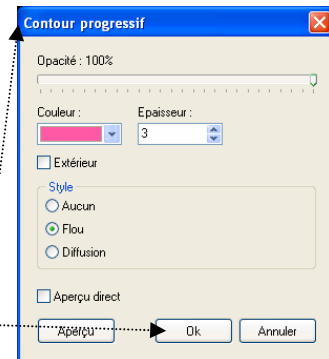 Contour progressif
Opacité : 100%
Couleur : Epaisseur :
3
Extérieur
Style
Aucun
Flou
Diffusion
Aperçu direct
Aperçu Ok Annuler